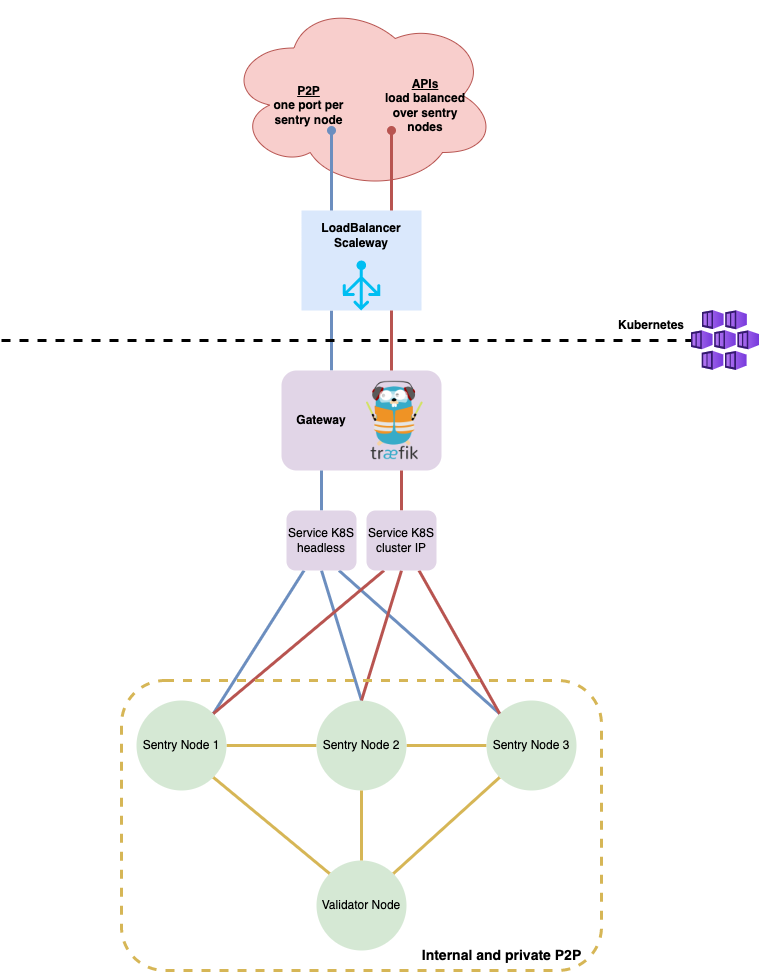 P2P
one port per
sentry node
APIs
load balanced
over sentry
nodes
LoadBalancer
Scaleway
Kubernetes
Gateway
træfik
Service K8S
headless
Service K8S
cluster IP
Sentry Node 1
Sentry Node 2
Sentry Node 3
Validator Node
Internal and private P2P